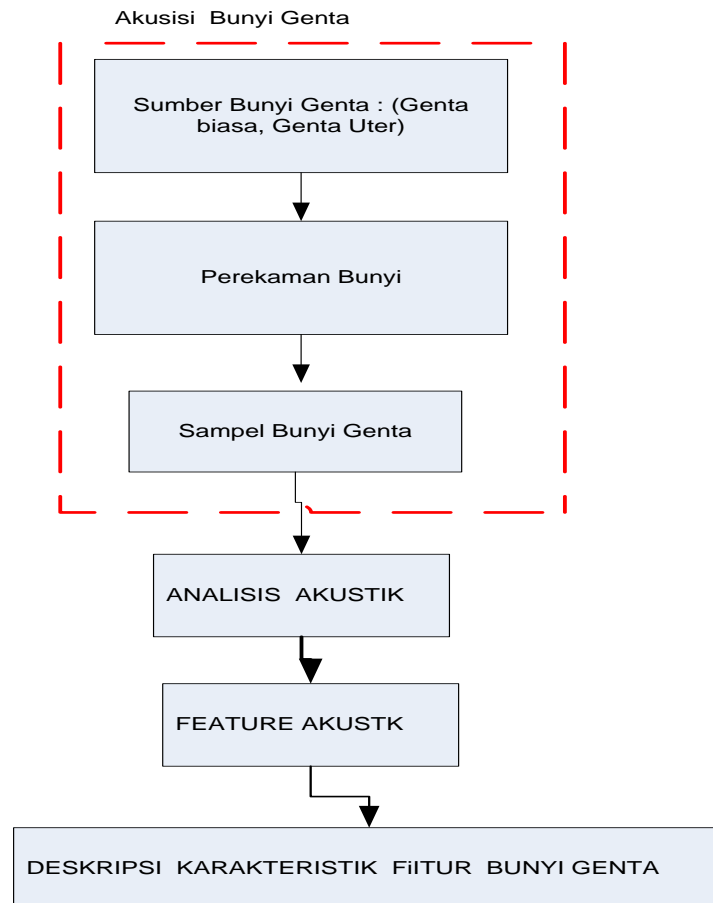 Akusisi Bunyi Genta
Sumber Bunyi Genta : (Genta
biasa, Genta Uter)
Perekaman Bunyi
Sampel Bunyi Genta
ANALISIS AKUSTIK
FEATURE AKUSTK
DESKRIPSI KARAKTERISTIK FiITUR BUNYI GENTA